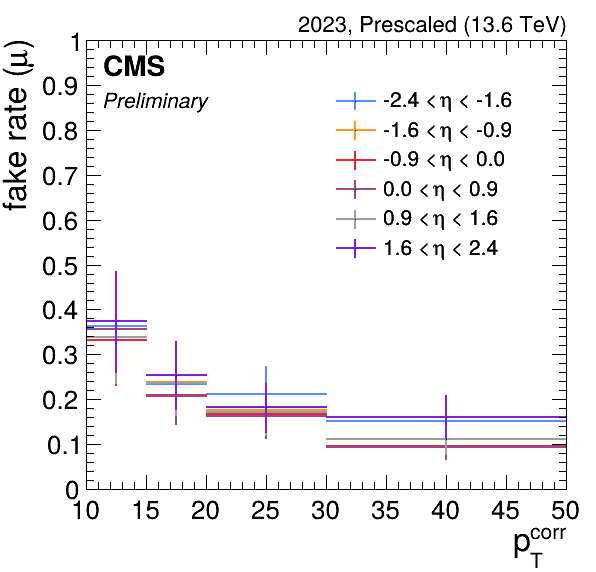 2023, Prescaled (13.6 TeV)
CMS
Preliminary
fake rate (μ)
-2.4 < η < -1.6
-1.6 < η < -0.9
-0.9 < η < 0.0
0.0 < η < 0.9
0.9 < η < 1.6
1.6 < η < 2.4
1
0.9
0.8
0.7
0.6
0.5
0.4
0.3
0.2
0.1
0
10 15 20 25 30 35 40 45 50
p_T^corr